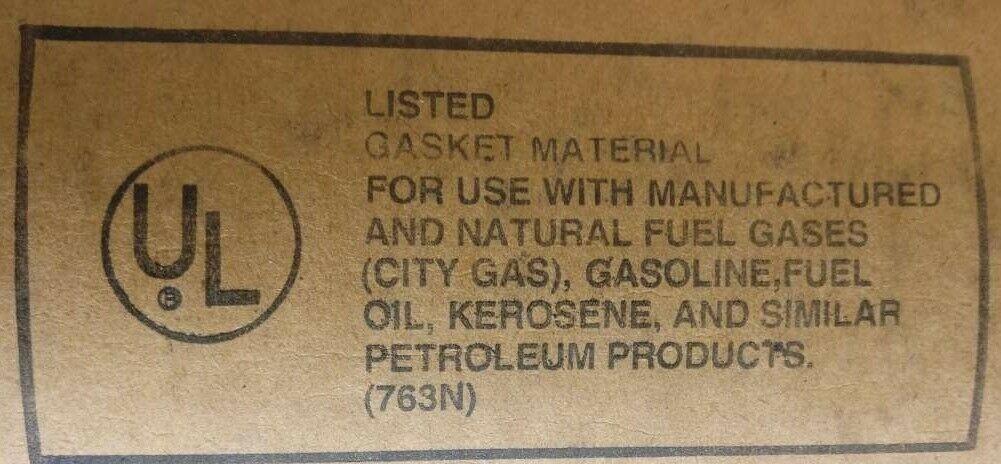 UL
®
LISTED
GASKET MATERIAL
FOR USE WITH MANUFACTURED
AND NATURAL FUEL GASES
(CITY GAS), GASOLINE,FUEL
OIL, KEROSENE, AND SIMILAR
PETROLEUM PRODUCTS.
(763N)